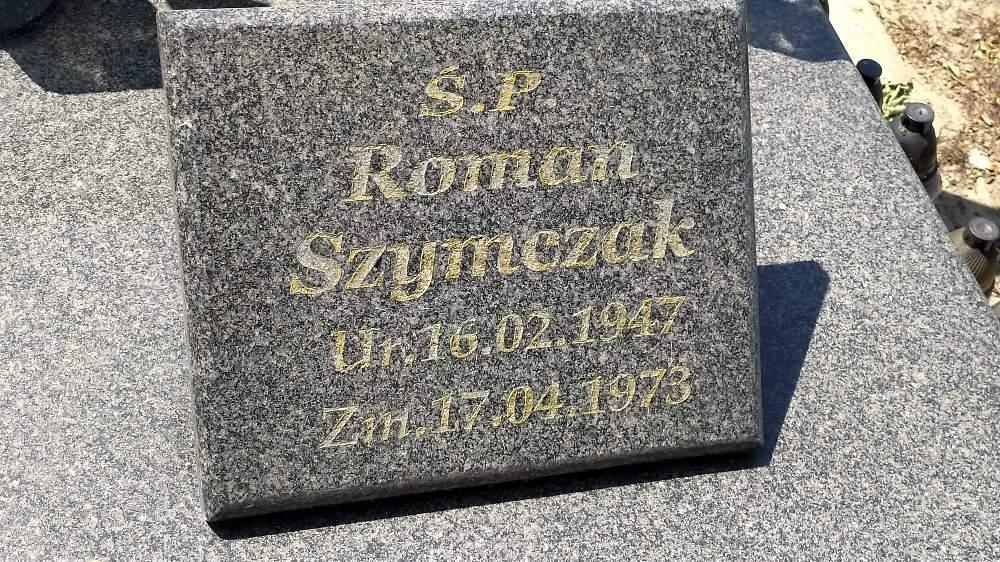 Ś.P.
Roman
Szymczak
Ur.16.02.1947
Zm.17.04.1973